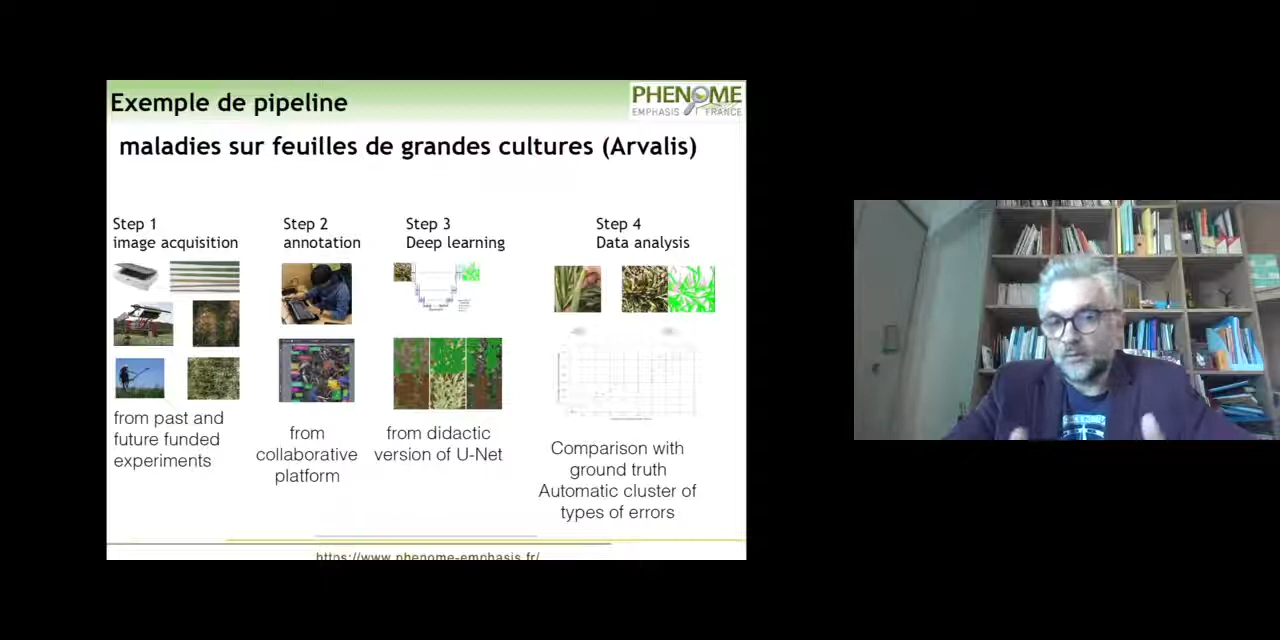 Exemple de pipeline
PHENOME
EMPHASIS FRANCE
maladies sur feuilles de grandes cultures (Arvalis)
Step 1
image acquisition
from past and
future funded
experiments
Step 2
annotation
from
collaborative
platform
Step 3
Deep learning
from didactic
version of U-Net
Step 4
Data analysis
Comparison with
ground truth
Automatic cluster of
types of errors
https://www.phenome-emphasis.fr/